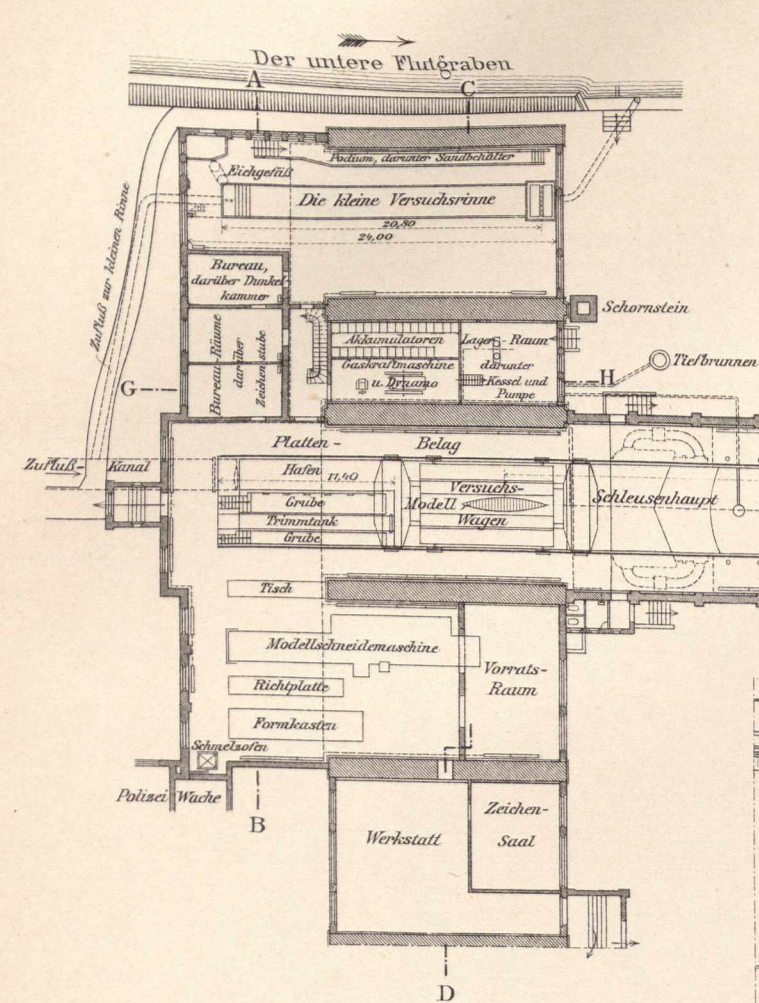 Der untere Flutgraben
A
C
Podium, darunter Sandbehälter
Eichgefäß
Die kleine Versuchsrinne
20,80
24,00
Zufluß zur kleinen Rinne
Bureau,
darüber Dunkel-
kammer
Schornstein
Bureau-Räume
darüber
Zeichenstube
Akkumulatoren
Lager-Raum
Gaskraftmaschine
u. Dynamo
darunter
Kessel und
Pumpe
Tiefbrunnen
G
H
Platten-Belag
Zufluß-Kanal
Hafen
17,40
Grube
Trimmtank
Grube
Versuchs-
Modell
Wagen
Schleusenhaupt
Tisch
Modellschneidemaschine
Richtplatte
Formkasten
Vorrats-
Raum
Schmelzofen
Polizei Wache
B
Werkstatt
Zeichen-
Saal
D